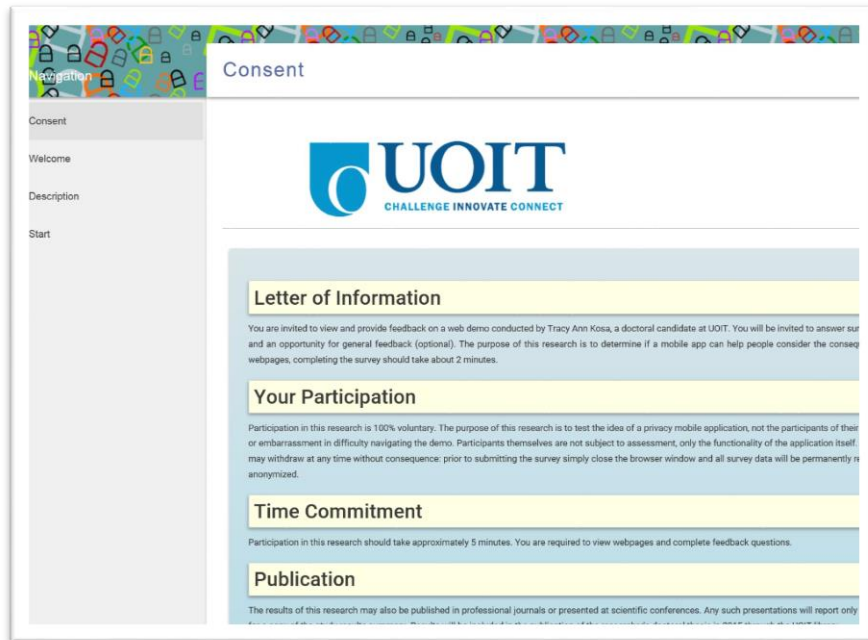 Navigation
Consent
Consent
Welcome
Description
Start
UOIT
CHALLENGE INNOVATE CONNECT
Letter of Information
You are invited to view and provide feedback on a web demo conducted by Tracy Ann Kosa, a doctoral candidate at UOIT. You will be invited to answer
and an opportunity for general feedback (optional). The purpose of this research is to determine if a mobile app can help people consider the
webpages, completing the survey should take about 2 minutes.
Your Participation
Participation in this research is 100% voluntary. The purpose of this research is to test the idea of a privacy mobile application, not the participants of their
or embarrassment in difficulty navigating the demo. Participants themselves are not subject to assessment, only the functionality of the application itself.
may withdraw at any time without consequence: prior to submitting the survey simply close the browser window and all survey data will be permanently
anonymized.
Time Commitment
Participation in this research should take approximately 5 minutes. You are required to view webpages and complete feedback questions.
Publication
The results of this research may also be published in professional journals or presented at scientific conferences. Any such presentations will report only